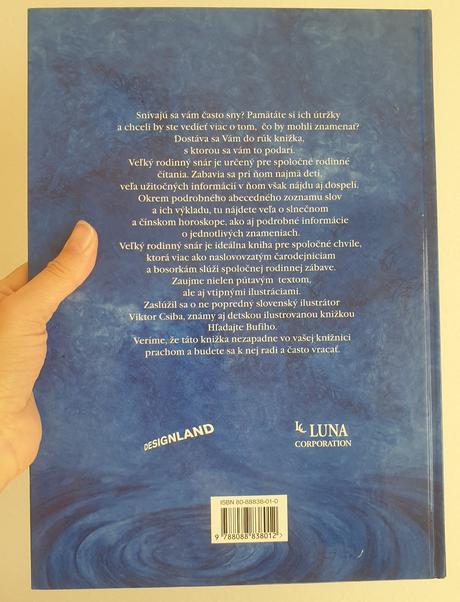 Snívajú sa vám často sny? Pamätáte si ich útržky
a chceli by ste vedieť viac o tom, čo by mohli znamenať?
Dostáva sa Vám do rúk knižka,
s ktorou sa vám to podarí.
Veľký rodinný snár je určený pre spoločné rodinné
čítania. Zabavia sa pri ňom najmä deti,
veľa užitočných informácií v ňom však nájdu aj dospelí.
Okrem podrobného abecedného zoznamu slov
a ich výkladu, tu nájdete veľa o slnečnom
a čínskom horoskope, ako aj podrobné informácie
o jednotlivých znameniach.
Veľký rodinný snár je ideálna kniha pre spoločné chvíle,
ktorá viac ako naslovovzatým čarodejniciam
a bosorkám slúži spoločnej rodinnej zábave.
Zaujme nielen pútavým textom,
ale aj vtipnými ilustráciami.
Zaslúžil sa o ne popredný slovenský ilustrátor
Viktor Csiba, známy aj detskou ilustrovanou knižkou
Hľadajte Bufiho.
Veríme, že táto knižka nezapadne vo vašej knižnici
prachom a budete sa k nej radi a často vracať.
DESIGNLAND
LC LUNA
CORPORATION
ISBN 80-88838-01-0
9 788088 838012>